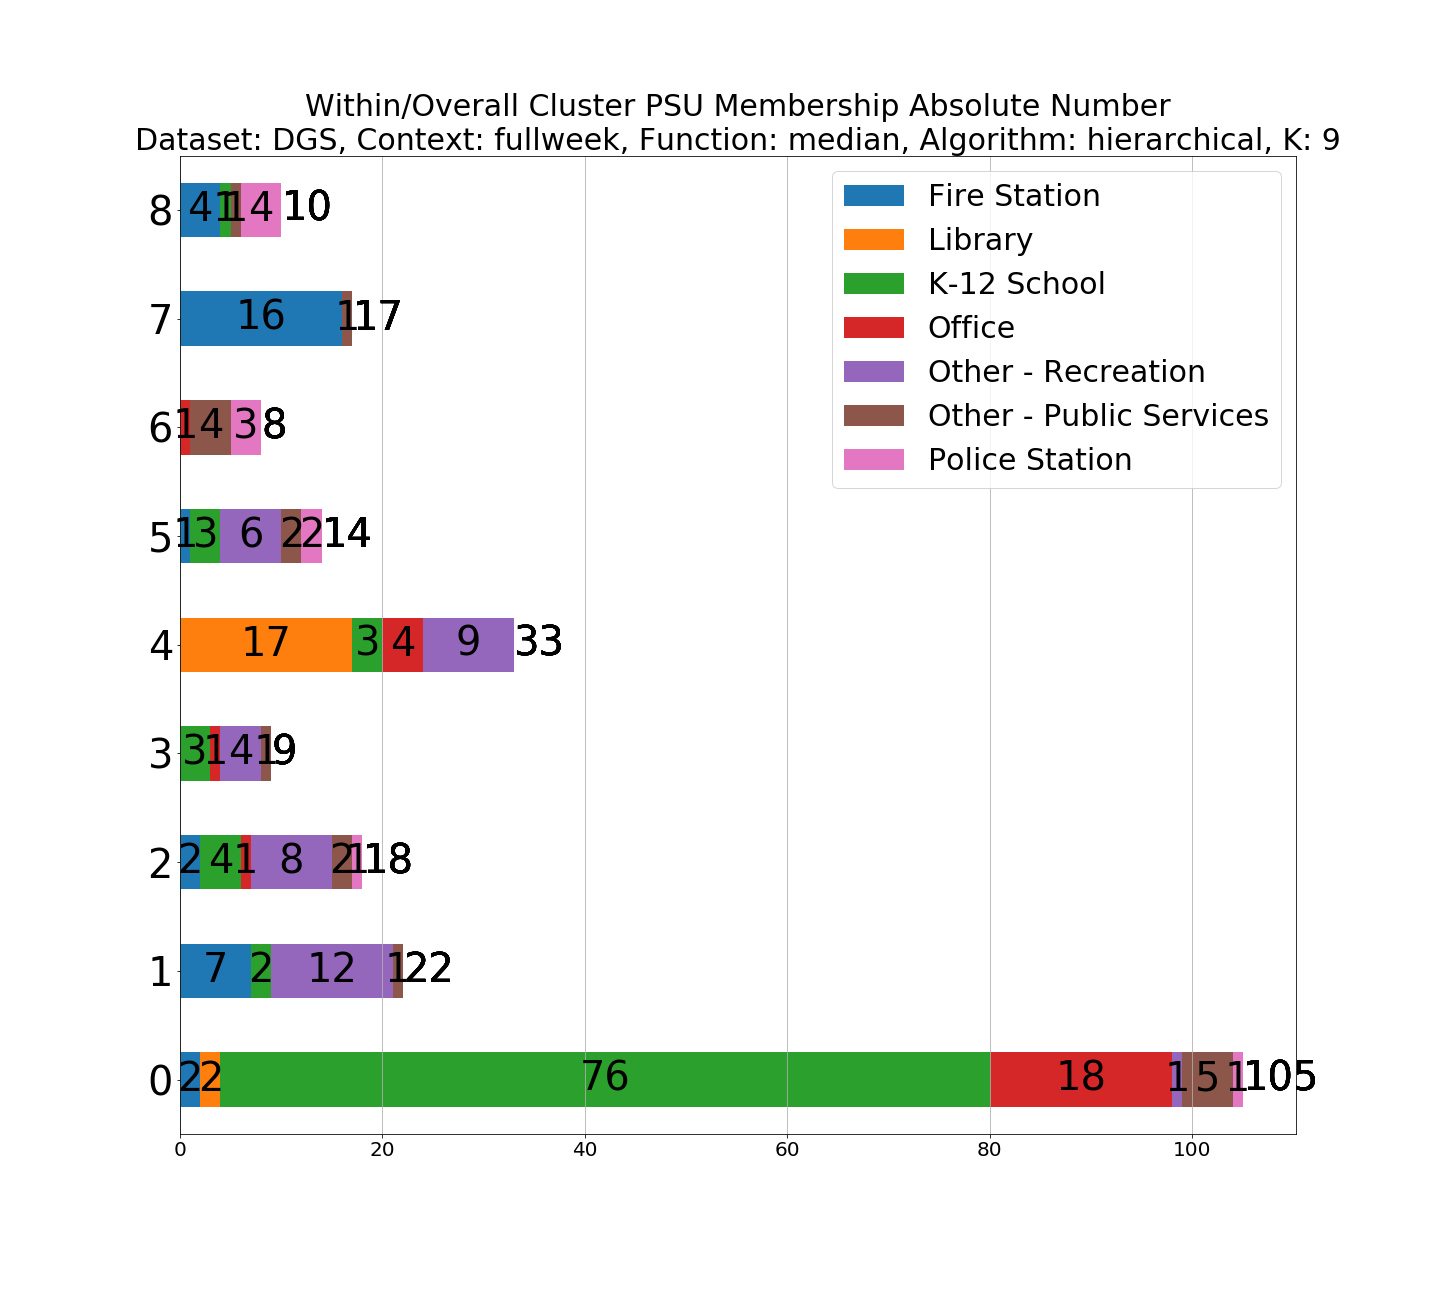 Within/Overall Cluster PSU Membership Absolute Number
Dataset: DGS, Context: fullweek, Function: median, Algorithm: hierarchical, K: 9
Fire Station
Library
K-12 School
Office
Other - Recreation
Other - Public Services
Police Station
8 4 1 1 4 10
7 16 1 17
6 1 4 3 8
5 1 3 6 2 2 14
4 17 3 4 9 33
3 3 1 4 1 9
2 2 4 1 8 2 1 18
1 7 2 12 1 22
0 2 2 76 18 1 5 1 105
0 20 40 60 80 100